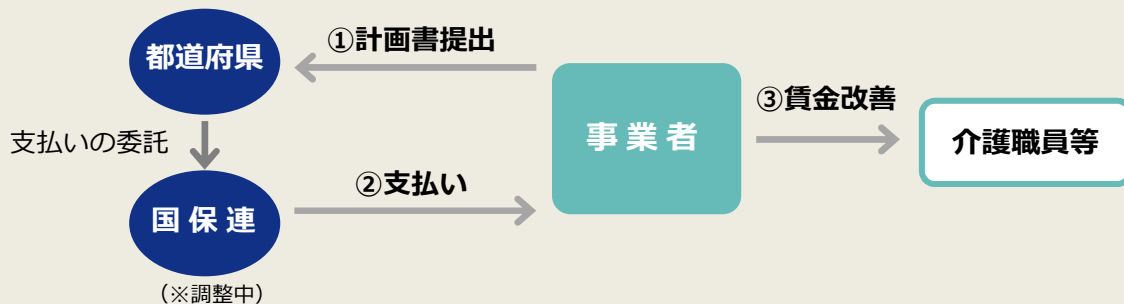 都道府県
①計画書提出
事業者
③賃金改善
介護職員等
支払いの委託
②支払い
国保連
（※調整中）